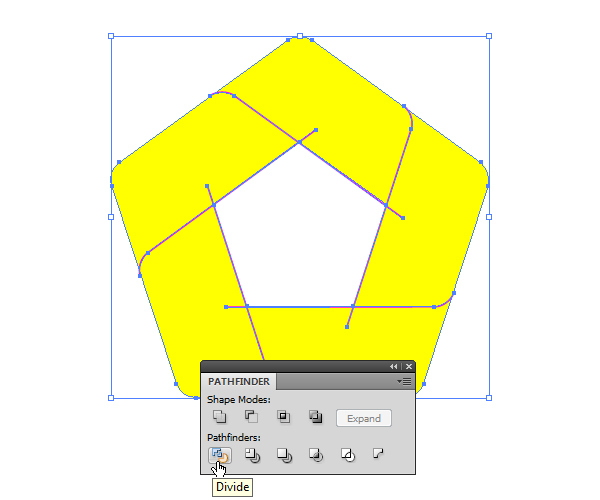 PATHFINDER
Shape Modes:
Expand
Pathfinders:
Divide